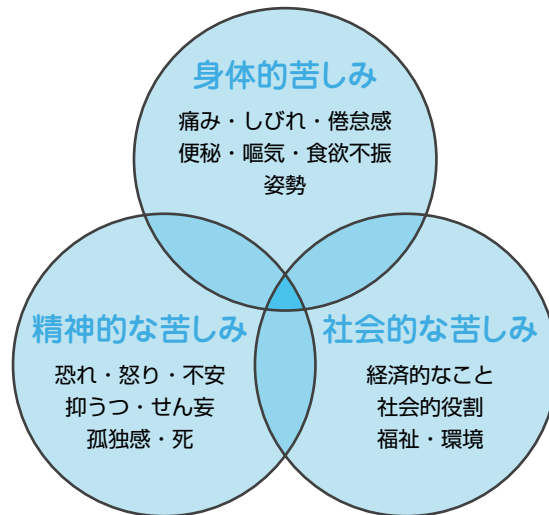 身体的苦しみ
痛み・しびれ・倦怠感
便秘・嘔気・食欲不振
姿勢
精神的な苦しみ
恐れ・怒り・不安
抑うつ・せん妄
孤独感・死
社会的な苦しみ
経済的なこと
社会的役割
福祉・環境